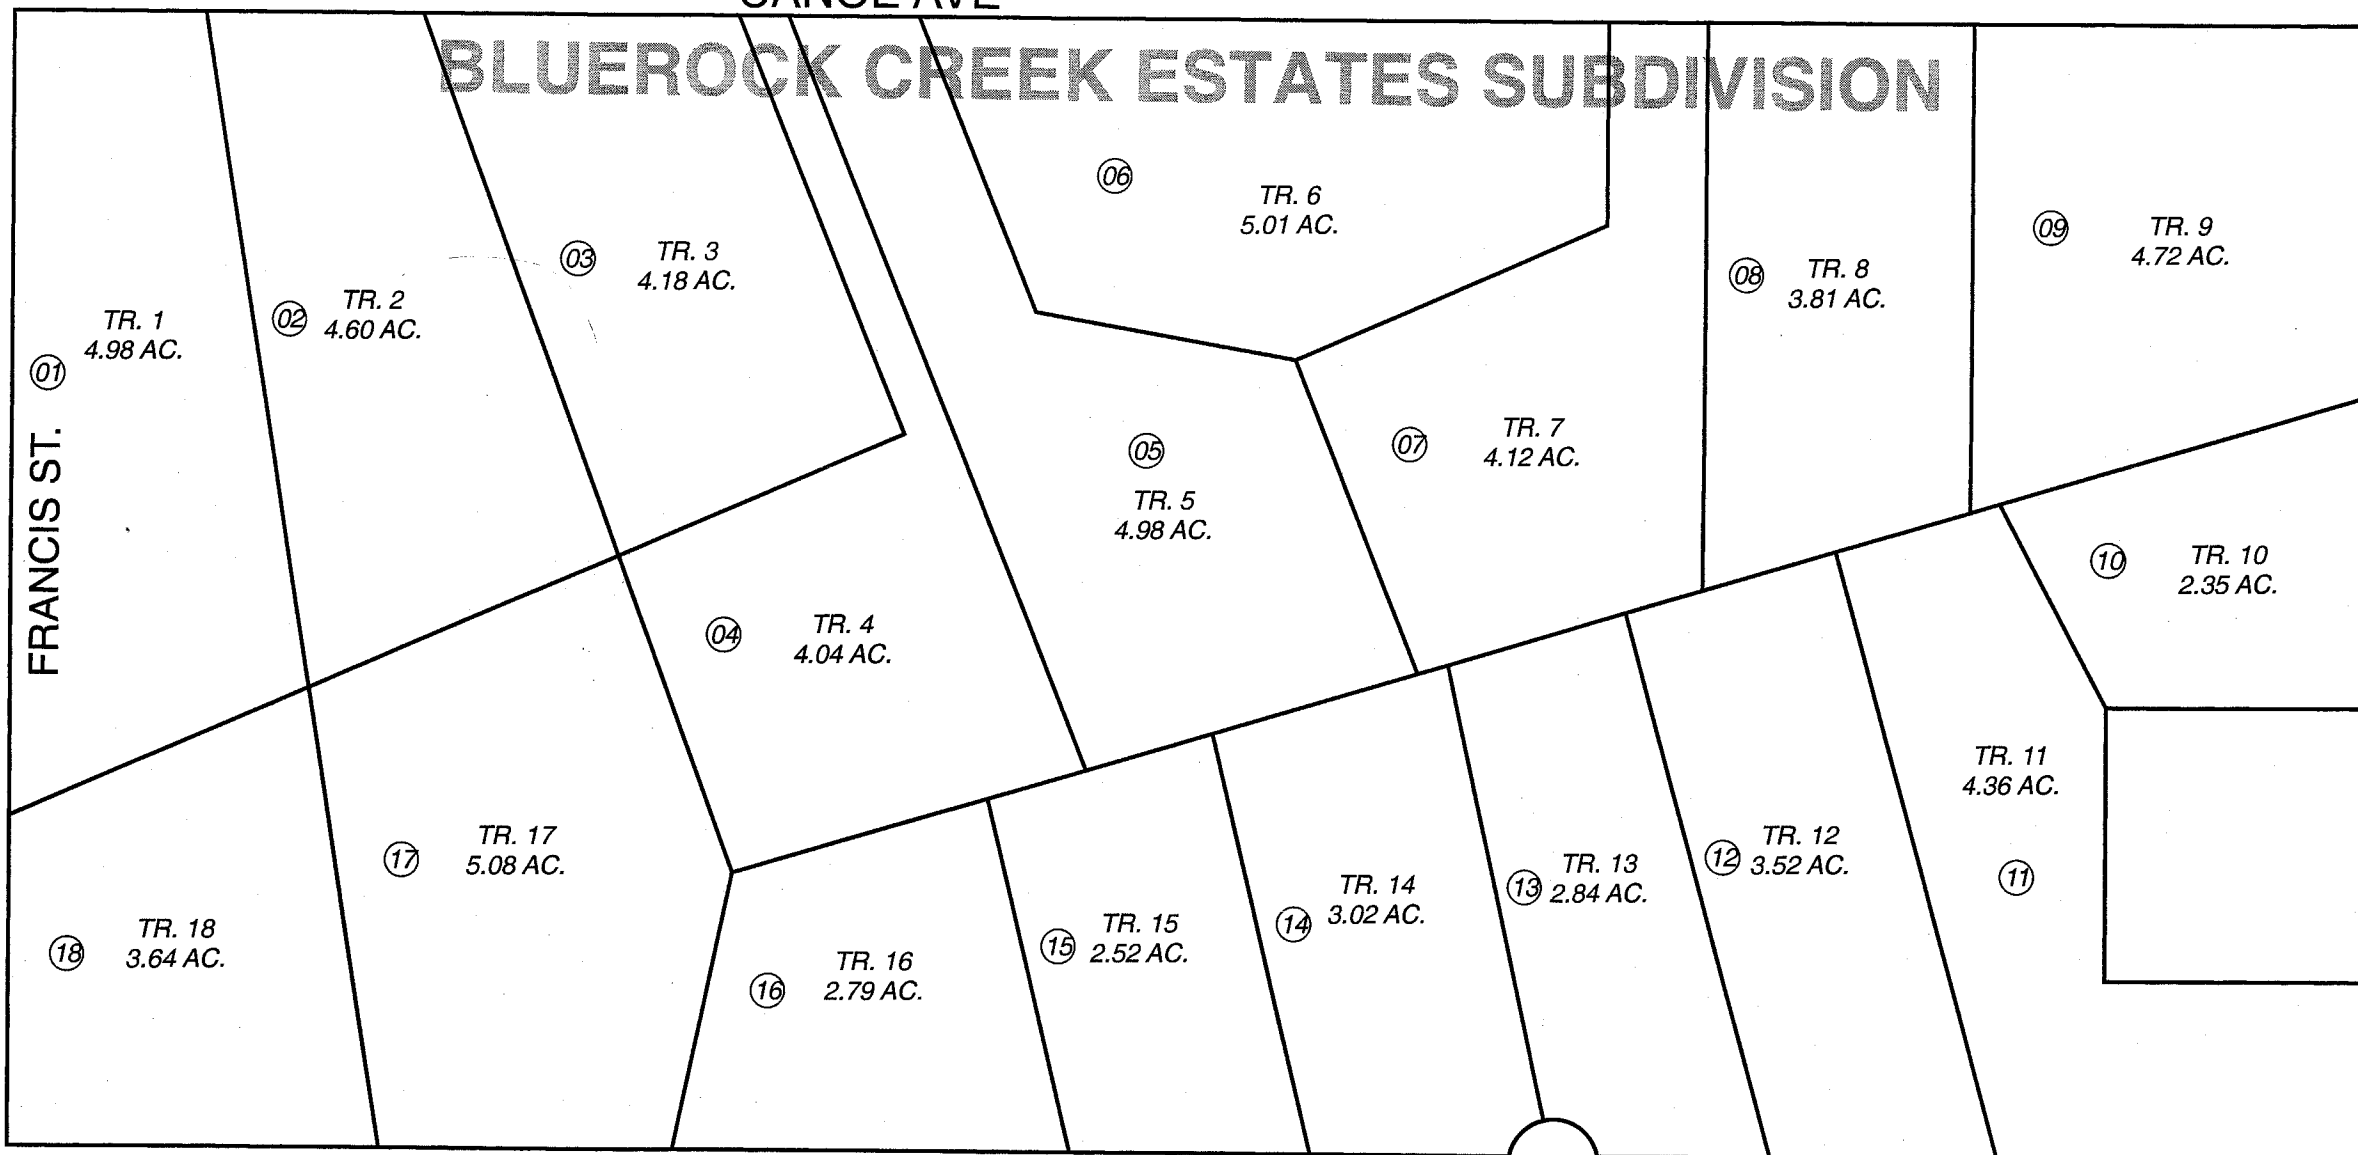 BLUEROCK CREEK ESTATES SUBDIVISION
06
TR. 6
5.01 AC.
09
TR. 9
4.72 AC.
03
TR. 3
4.18 AC.
08
TR. 8
3.81 AC.
02
TR. 2
4.60 AC.
01
TR. 1
4.98 AC.
FRANCIS ST.
05
TR. 5
4.98 AC.
07
TR. 7
4.12 AC.
10
TR. 10
2.35 AC.
04
TR. 4
4.04 AC.
TR. 11
4.36 AC.
11
17
TR. 17
5.08 AC.
12
TR. 12
3.52 AC.
13
TR. 13
2.84 AC.
14
TR. 14
3.02 AC.
15
TR. 15
2.52 AC.
18
TR. 18
3.64 AC.
16
TR. 16
2.79 AC.